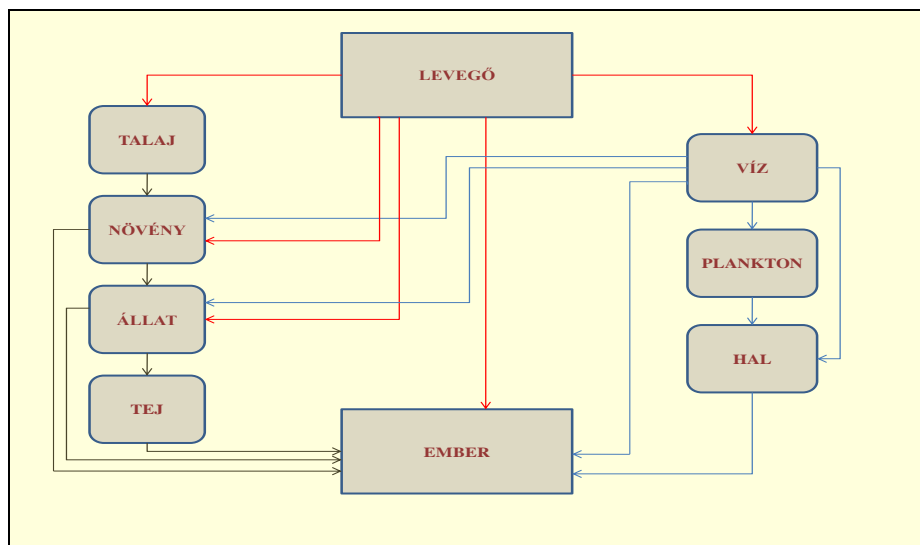 LEVEGŐ
TALAJ
VÍZ
NÖVÉNY
PLANKTON
ÁLLAT
HAL
TEJ
EMBER